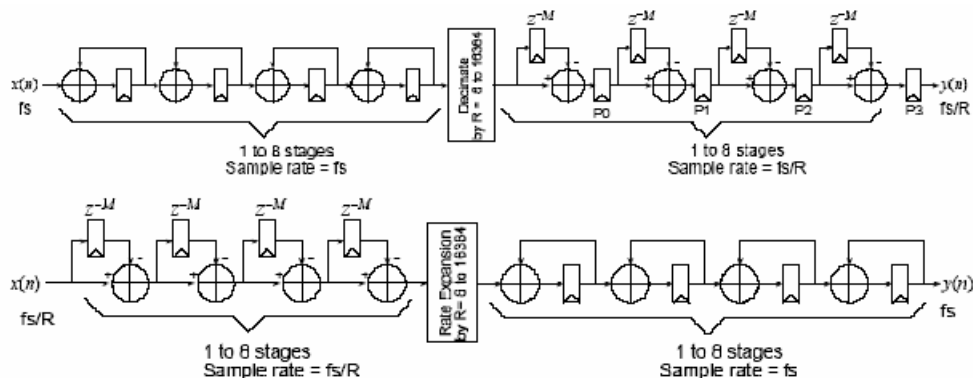 z⁻ᴹ z⁻ᴹ z⁻ᴹ z⁻ᴹ
x(n)
fs
Decimate
by R = 8 to 16384
+ - + - + - + -
P0 P1 P2 P3
y(n)
fs/R
1 to 8 stages
Sample rate = fs
1 to 8 stages
Sample rate = fs/R
z⁻ᴹ z⁻ᴹ z⁻ᴹ z⁻ᴹ
x(n)
fs/R
+ - + - + - + -
Rate Expansion
by R= 8 to 16384
y(n)
fs
1 to 8 stages
Sample rate = fs/R
1 to 8 stages
Sample rate = fs